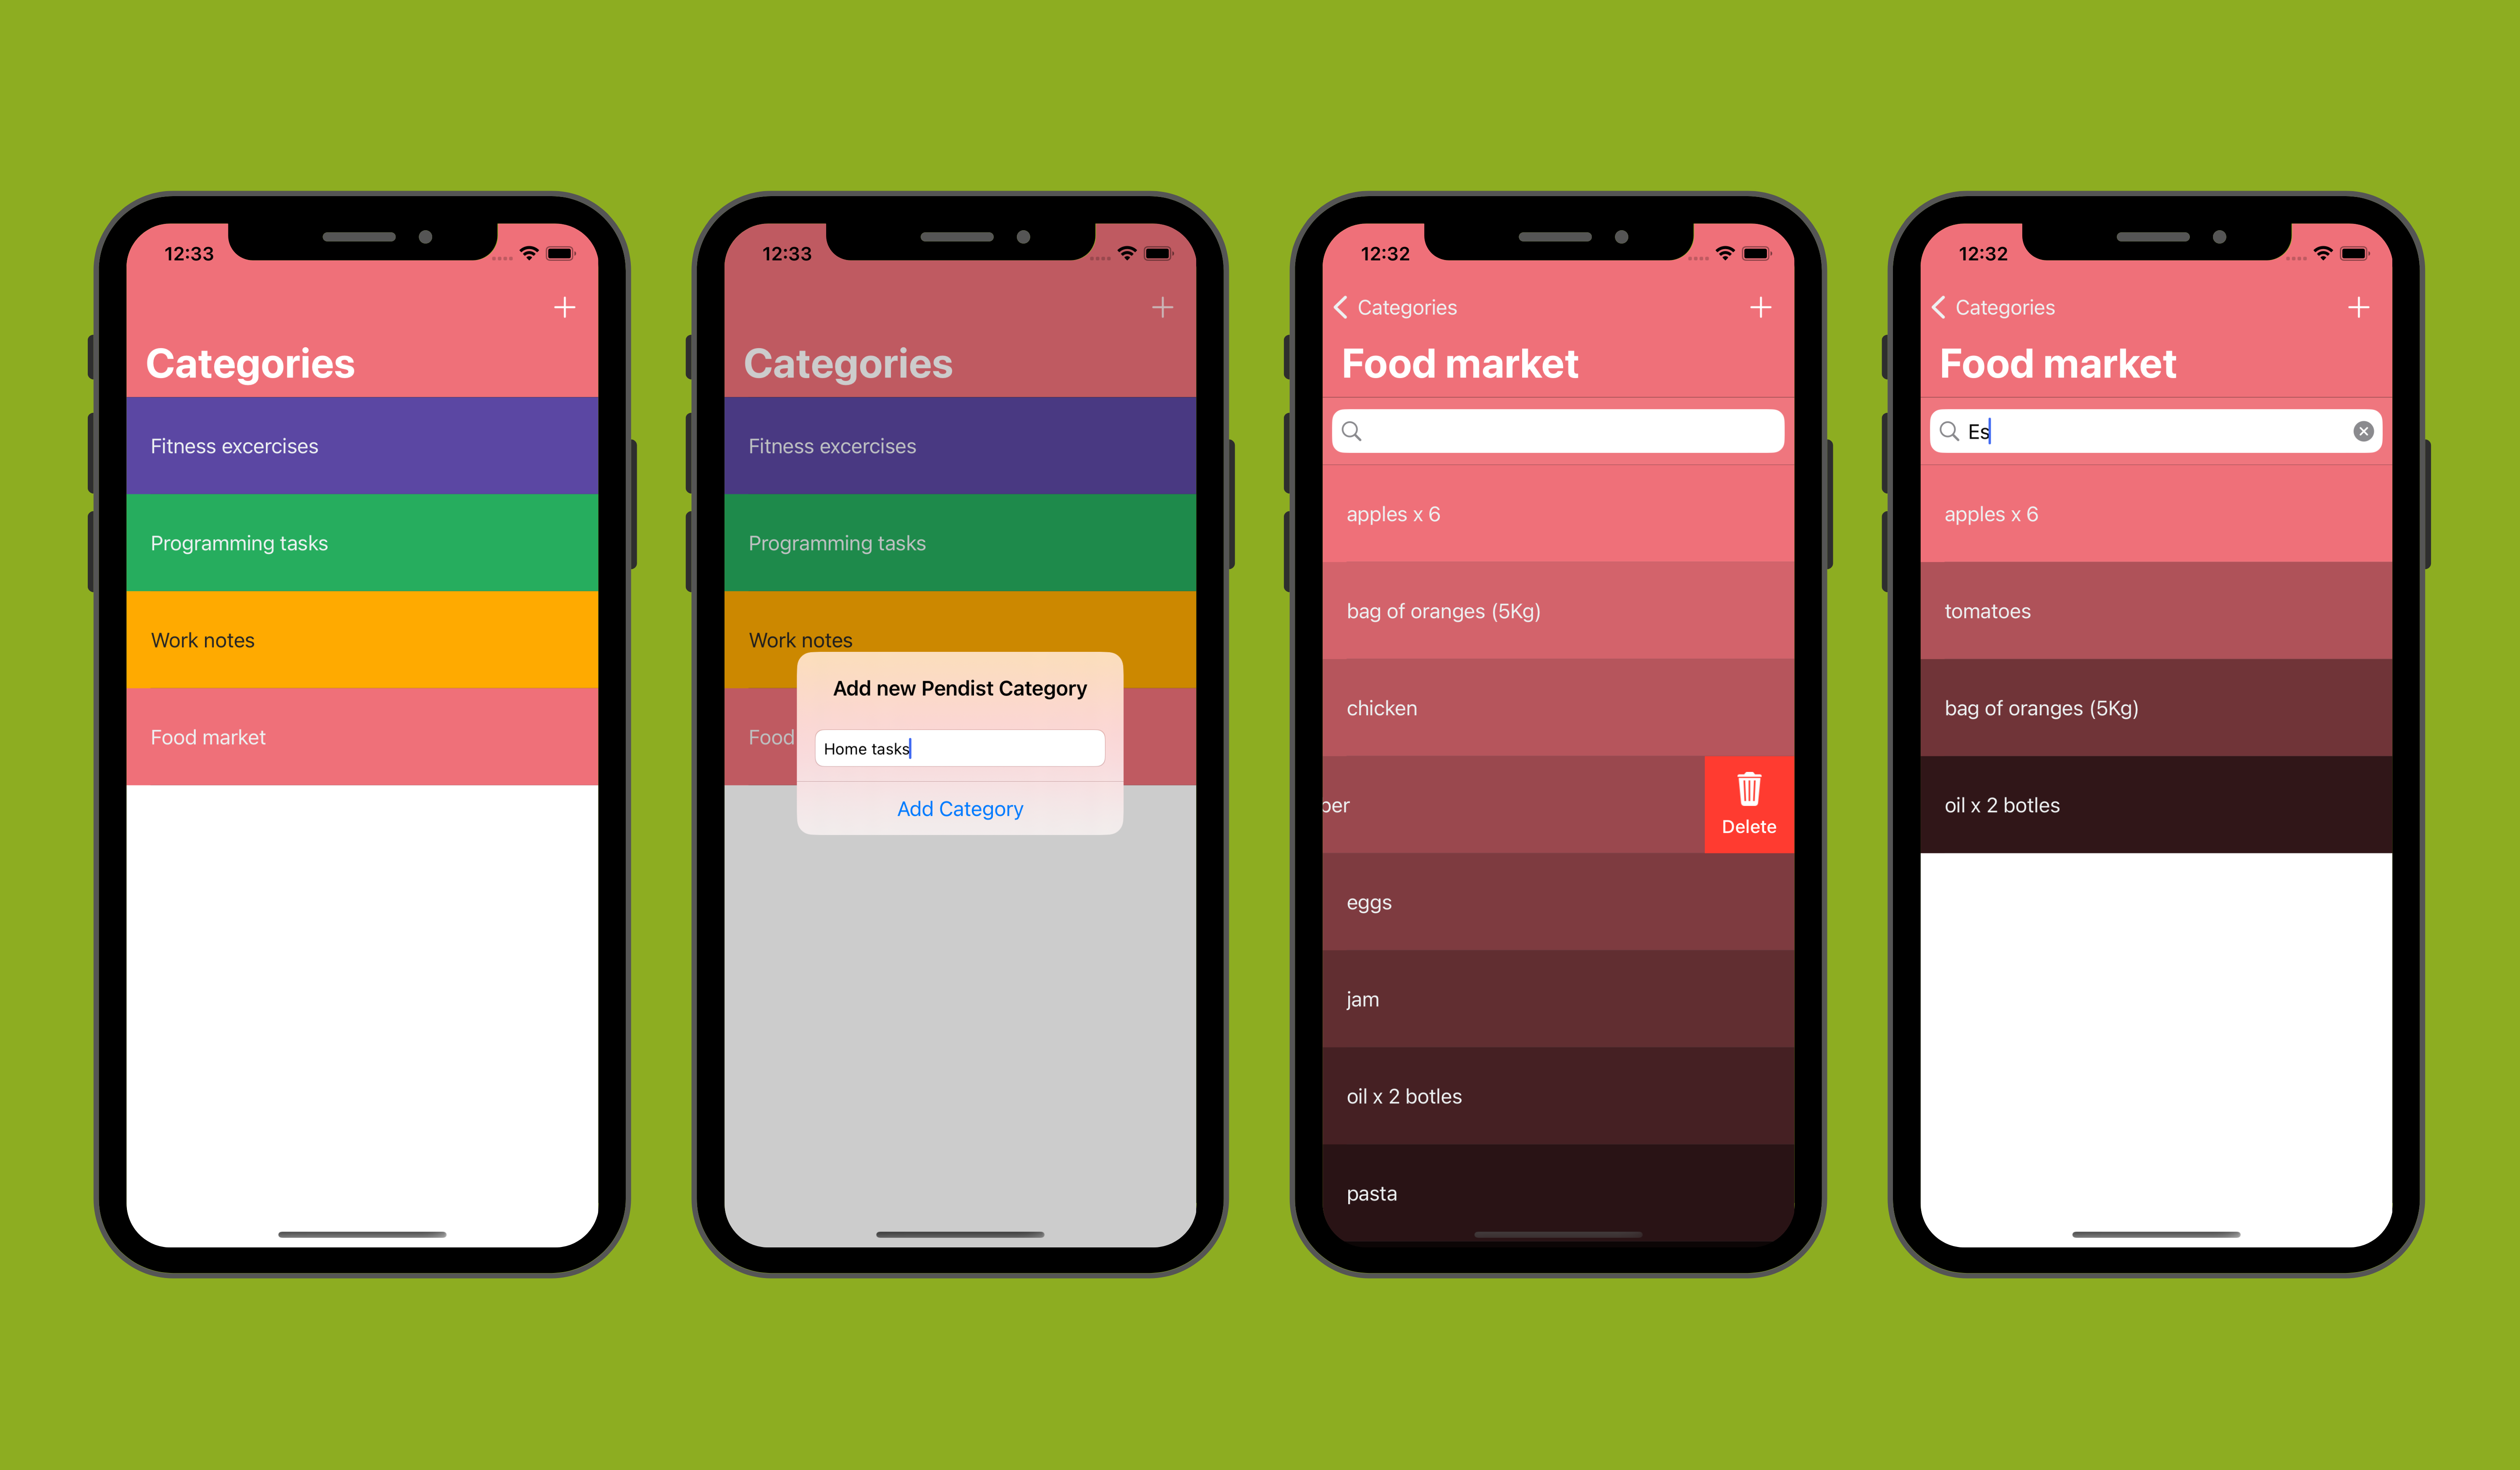 12:33
Categories
Fitness excercises
Programming tasks
Work notes
Food market
12:33
Categories
Fitness excercises
Programming tasks
Work notes
Food
Add new Pendist Category
Home tasks
Add Category
12:32
Categories
Food market
apples x 6
bag of oranges (5Kg)
chicken
per
Delete
eggs
jam
oil x 2 botles
pasta
12:32
Categories
Food market
Es
apples x 6
tomatoes
bag of oranges (5Kg)
oil x 2 botles